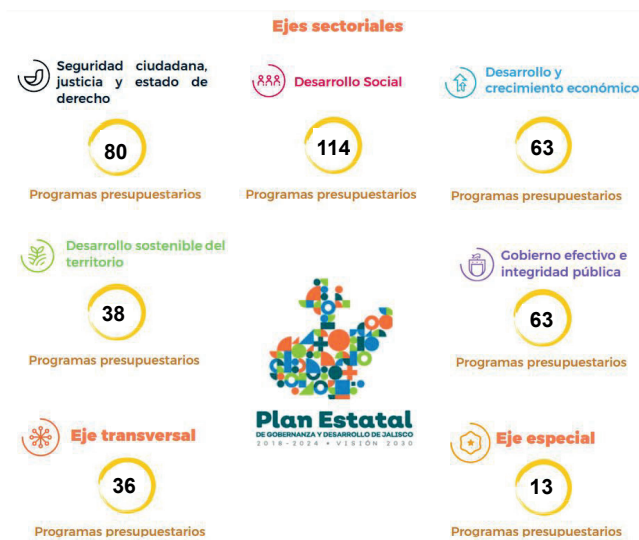 Ejes sectoriales
Seguridad ciudadana,
justicia y estado de
derecho
80
Programas presupuestarios
Desarrollo Social
114
Programas presupuestarios
Desarrollo y
crecimiento económico
63
Programas presupuestarios
Desarrollo sostenible del
territorio
38
Programas presupuestarios
Gobierno efectivo e
integridad pública
63
Programas presupuestarios
Plan Estatal
DE GOBERNANZA Y DESARROLLO DE JALISCO
2018-2024 • VISIÓN 2030
Eje transversal
36
Programas presupuestarios
Eje especial
13
Programas presupuestarios